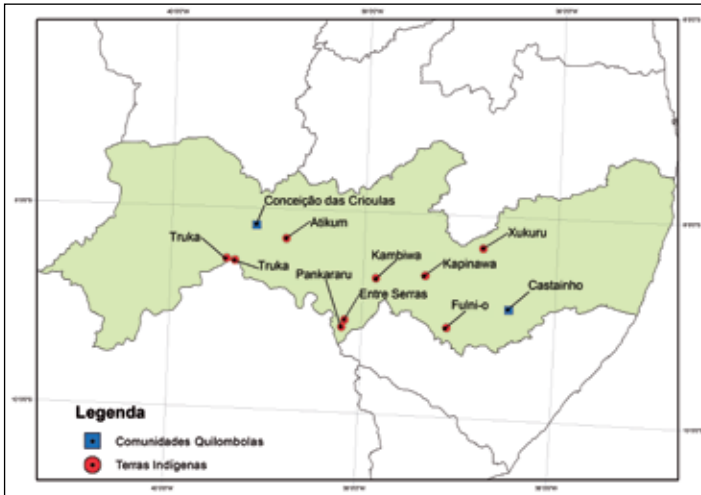 Conceição das Crioulas
Atikum
Truka
Truka
Xukuru
Kambiwa
Kapinawa
Pankararu
Entre Serras
Castainho
Fulni-o
Legenda
Comunidades Quilombolas
Terras Indígenas